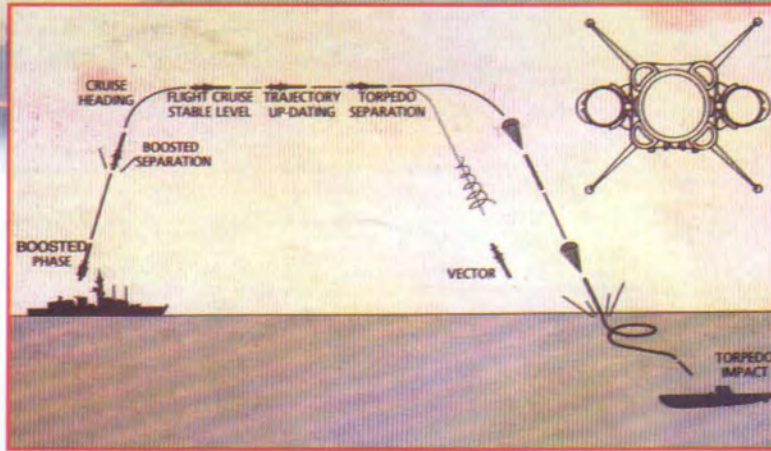 CRUISE
HEADING
FLIGHT CRUISE
STABLE LEVEL
TRAJECTORY
UP-DATING
TORPEDO
SEPARATION
BOOSTED
SEPARATION
BOOSTED
PHASE
VECTOR
TORPEDO
IMPACT